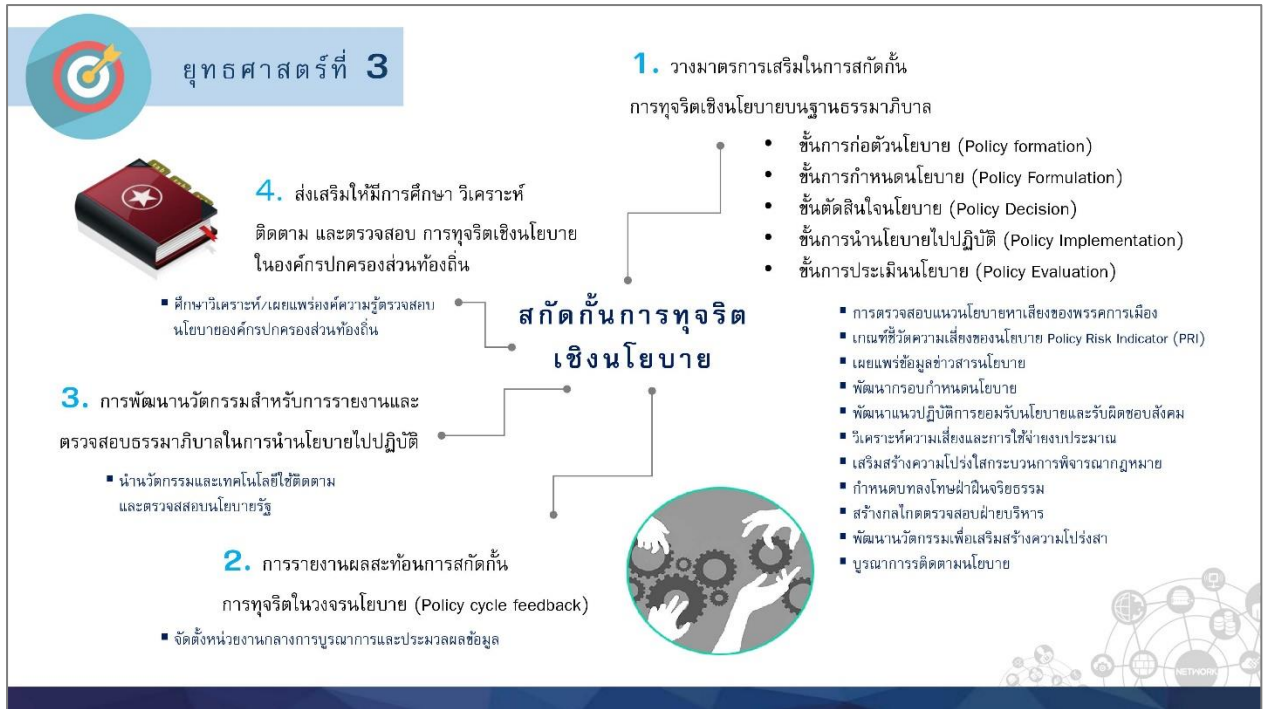 ยุทธศาสตร์ที่ 3
1. วางมาตรการเสริมในการสกัดกั้น
การทุจริตเชิงนโยบายบนฐานธรรมาภิบาล
• ขั้นการก่อตัวนโยบาย (Policy formation)
• ขั้นการกำหนดนโยบาย (Policy Formulation)
• ขั้นตัดสินใจนโยบาย (Policy Decision)
• ขั้นการนำนโยบายไปปฏิบัติ (Policy Implementation)
• ขั้นการประเมินนโยบาย (Policy Evaluation)
▪ การตรวจสอบแนวนโยบายหาเสียงของพรรคการเมือง
▪ เกณฑ์ชี้วัดความเสี่ยงของนโยบาย Policy Risk Indicator (PRI)
▪ เผยแพร่ข้อมูลข่าวสารนโยบาย
▪ พัฒนากรอบกำหนดนโยบาย
▪ พัฒนาแนวปฏิบัติการยอมรับนโยบายและรับผิดชอบสังคม
▪ วิเคราะห์ความเสี่ยงและการใช้จ่ายงบประมาณ
▪ เสริมสร้างความโปร่งใสกระบวนการพิจารณากฎหมาย
▪ กำหนดบทลงโทษฝ่าฝืนจริยธรรม
▪ สร้างกลไกตรวจสอบฝ่ายบริหาร
▪ พัฒนานวัตกรรมเพื่อเสริมสร้างความโปร่งสา
▪ บูรณาการรติดตามนโยบาย
4. ส่งเสริมให้มีการศึกษา วิเคราะห์
ติดตาม และตรวจสอบ การทุจริตเชิงนโยบาย
ในองค์กรปกครองส่วนท้องถิ่น
▪ ศึกษาวิเคราะห์/เผยแพร่องค์ความรู้ตรวจสอบ
นโยบายองค์กรปกครองส่วนท้องถิ่น
สกัดกั้นการทุจริต
เชิงนโยบาย
3. การพัฒนานวัตกรรมสำหรับการรายงานและ
ตรวจสอบธรรมาภิบาลในการนำนโยบายไปปฏิบัติ
▪ นำนวัตกรรมและเทคโนโลยีใช้ติดตาม
และตรวจสสอบนโยบายรัฐ
2. การรายงานผลสะท้อนการสกัดกั้น
การทุจริตในวงจรนโยบาย (Policy cycle feedback)
▪ จัดตั้งหน่วยงานกลางการบูรณาการและประมวลผลข้อมูล
NETWORK